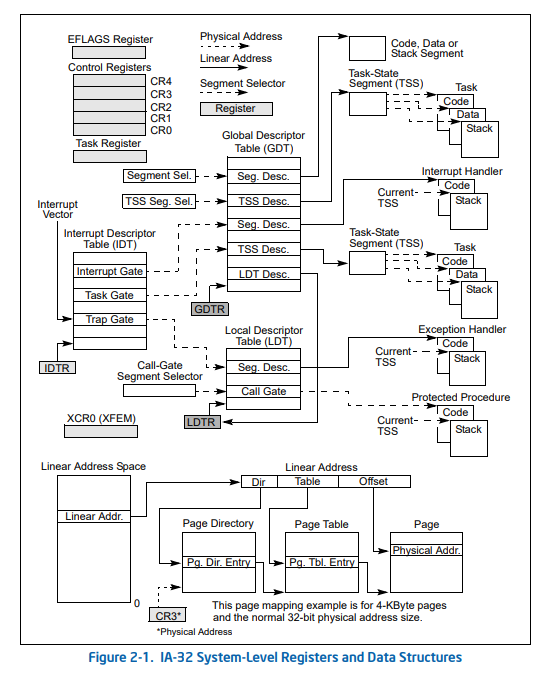 EFLAGS Register
Control Registers
CR4
CR3
CR2
CR1
CR0
Task Register
Physical Address
Linear Address
Segment Selector
Register
Global Descriptor
Table (GDT)
Code, Data or
Stack Segment
Task-State
Segment (TSS)
Task
Code
Data
Stack
Segment Sel.
Seg. Desc.
TSS Seg. Sel.
TSS Desc.
Interrupt Handler
Code
Current
TSS
Stack
Interrupt
Vector
Interrupt Descriptor
Table (IDT)
Seg. Desc.
Interrupt Gate
TSS Desc.
Task-State
Segment (TSS)
Task
Code
Data
Stack
LDT Desc.
Task Gate
GDTR
Trap Gate
Local Descriptor
Table (LDT)
IDTR
Call-Gate
Segment Selector
Seg. Desc.
Exception Handler
Code
Current
TSS
Stack
Call Gate
Protected Procedure
Code
Current
TSS
Stack
XCR0 (XFEM)
LDTR
Linear Address Space
Linear Address
Dir
Table
Offset
Linear Addr.
0
Page Directory
Page Table
Page
Physical Addr.
Pg. Dir. Entry
Pg. Tbl. Entry
CR3*
This page mapping example is for 4-KByte pages
and the normal 32-bit physical address size.
*Physical Address
Figure 2-1. IA-32 System-Level Registers and Data Structures